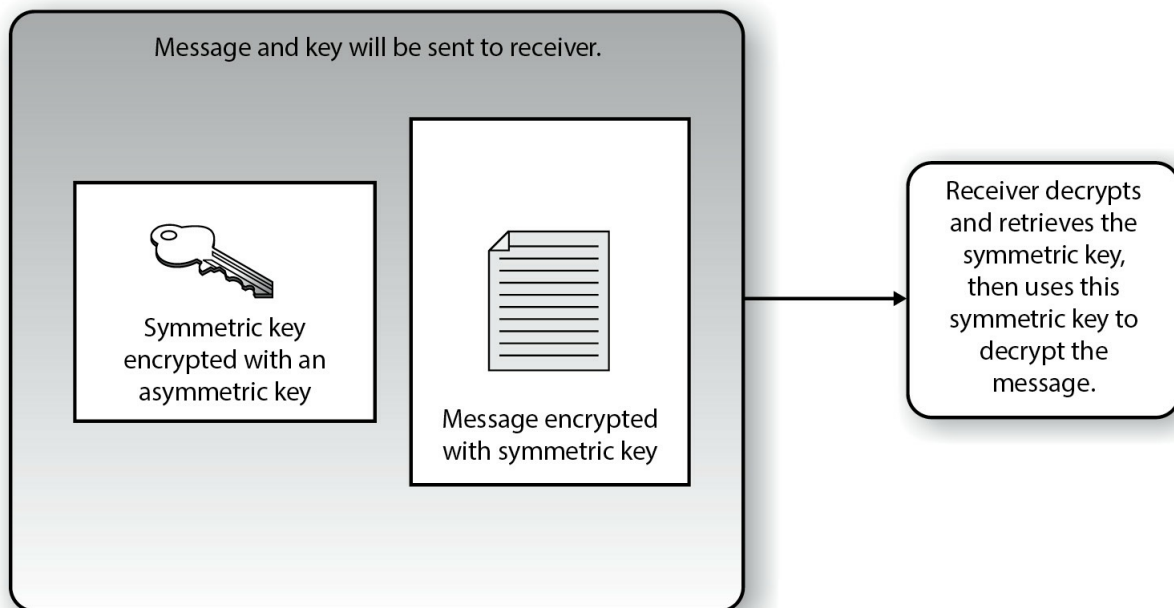 Message and key will be sent to receiver.
Symmetric key
encrypted with an
asymmetric key
Message encrypted
with symmetric key
Receiver decrypts
and retrieves the
symmetric key,
then uses this
symmetric key to
decrypt the
message.